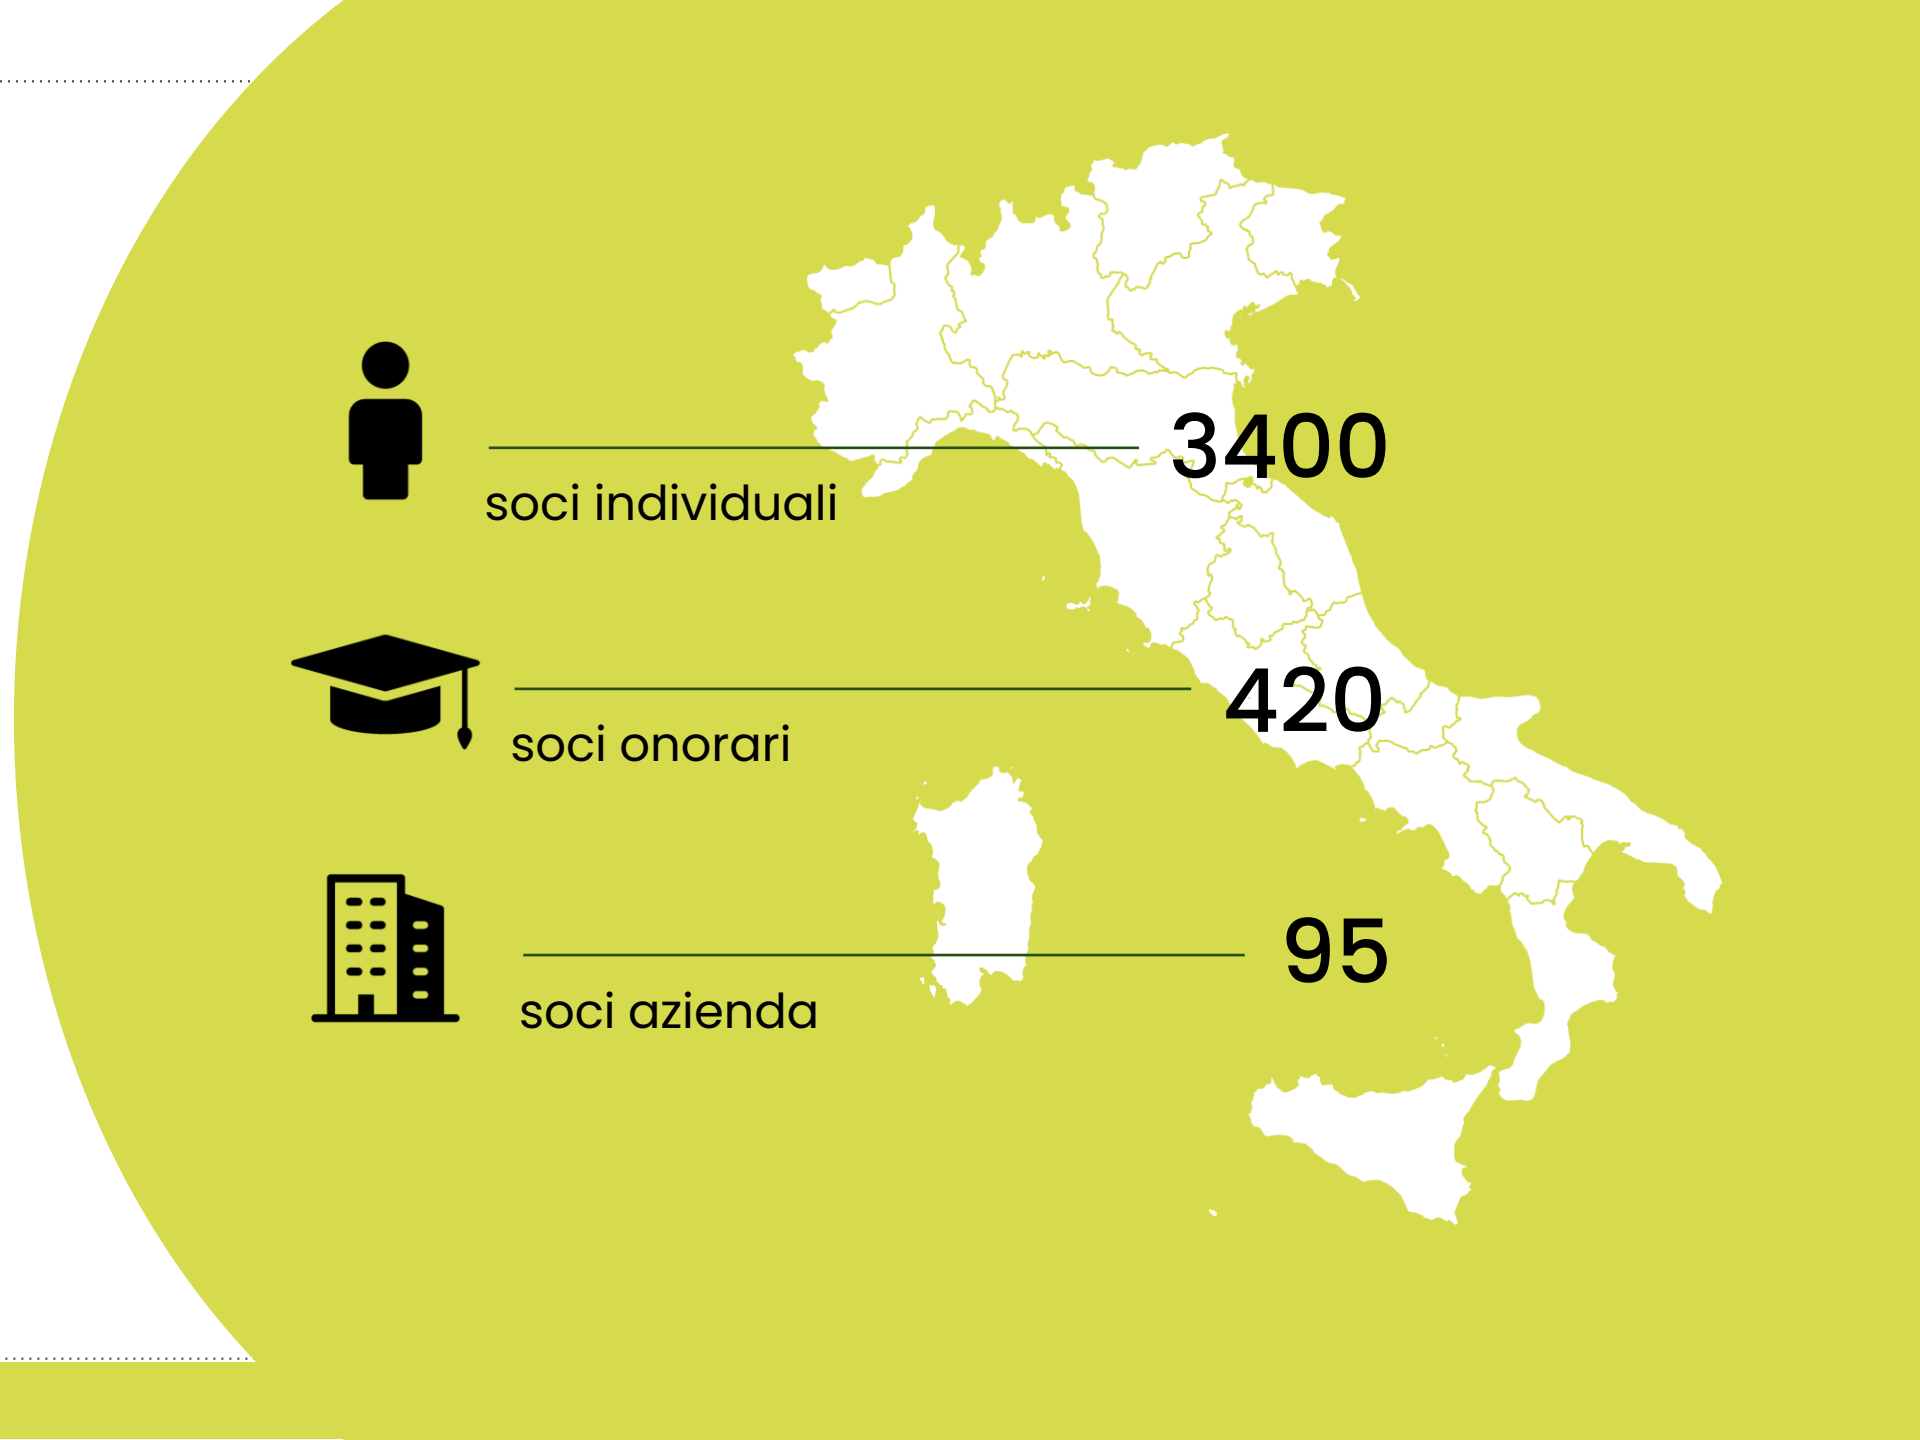 3400
soci individuali
420
soci onorari
95
soci azienda